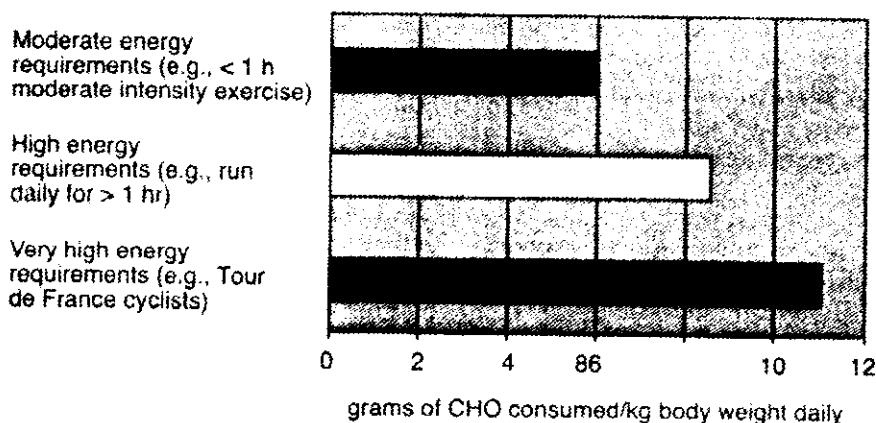 Moderate energy
requirements (e.g., < 1 h
moderate intensity exercise)
High energy
requirements (e.g., run
daily for > 1 hr)
Very high energy
requirements (e.g., Tour
de France cyclists)
0 2 4 86 10 12
grams of CHO consumed/kg body weight daily